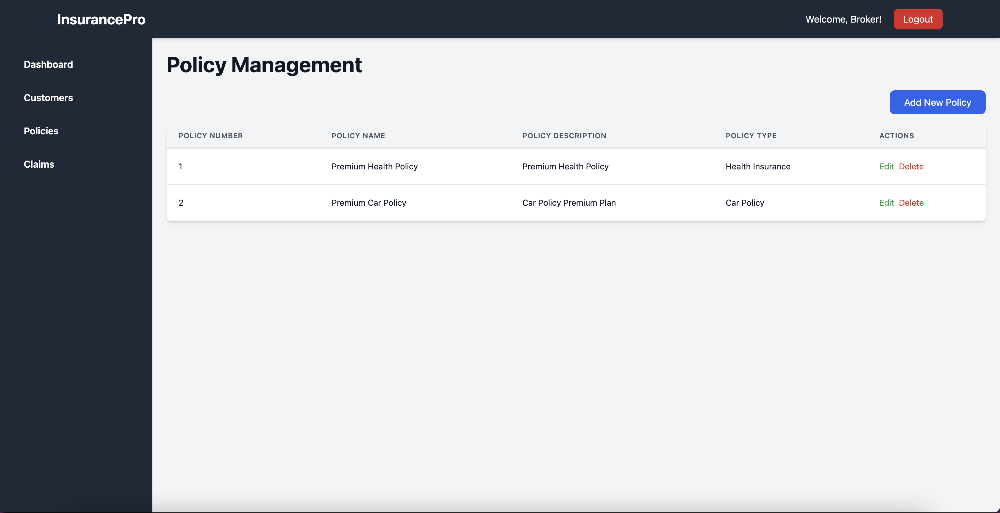 InsurancePro
Welcome, Broker! Logout
Dashboard
Customers
Policies
Claims
Policy Management
Add New Policy
POLICY NUMBER POLICY NAME POLICY DESCRIPTION POLICY TYPE ACTIONS
1 Premium Health Policy Premium Health Policy Health Insurance Edit Delete
2 Premium Car Policy Car Policy Premium Plan Car Policy Edit Delete